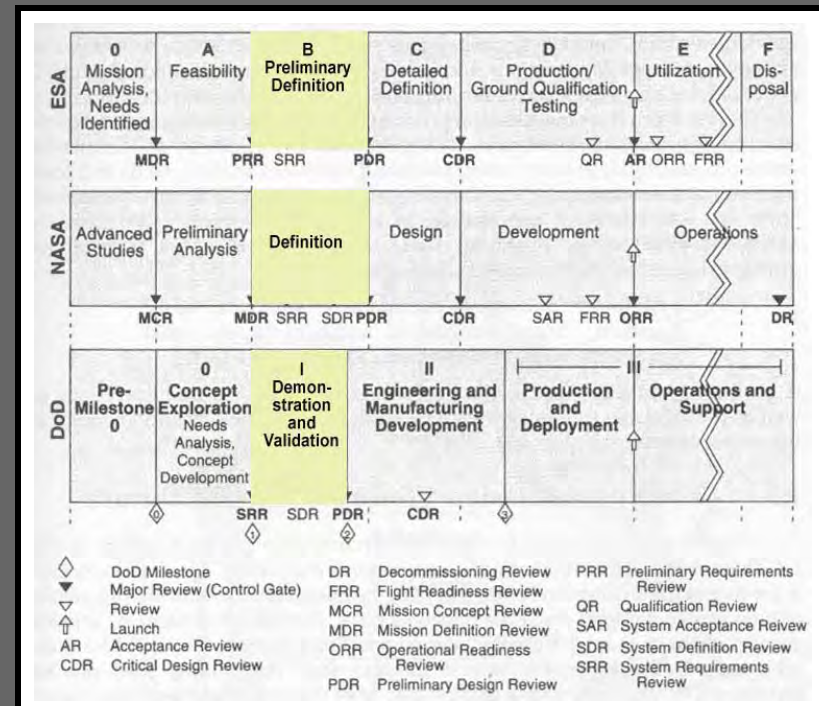 ESA
0 A B C D E F
Mission Analysis, Needs Identified
Feasibility
Preliminary Definition
Detailed Definition
Production/ Ground Qualification Testing
Utilization
Dis- posal
MDR PRR SRR PDR CDR QR AR ORR FRR
NASA
Advanced Studies
Preliminary Analysis
Definition
Design
Development
Operations
MCR MDR SRR SDR PDR CDR SAR FRR ORR DR
DoD
0 I II III
Pre- Milestone 0
Concept Exploration
Needs Analysis, Concept Development
Demon- stration and Validation
Engineering and Manufacturing Development
Production and Deployment
Operations and Support
0 SRR SDR PDR CDR 3
1 2
DoD Milestone
Major Review (Control Gate)
Review
Launch
AR Acceptance Review
CDR Critical Design Review
DR Decommissioning Review
FRR Flight Readiness Review
MCR Mission Concept Review
MDR Mission Definition Review
ORR Operational Readiness
Review
PDR Preliminary Design Review
PRR Preliminary Requirements
Review
QR Qualification Review
SAR System Acceptance Reivew
SDR System Definition Review
SRR System Requirements
Review